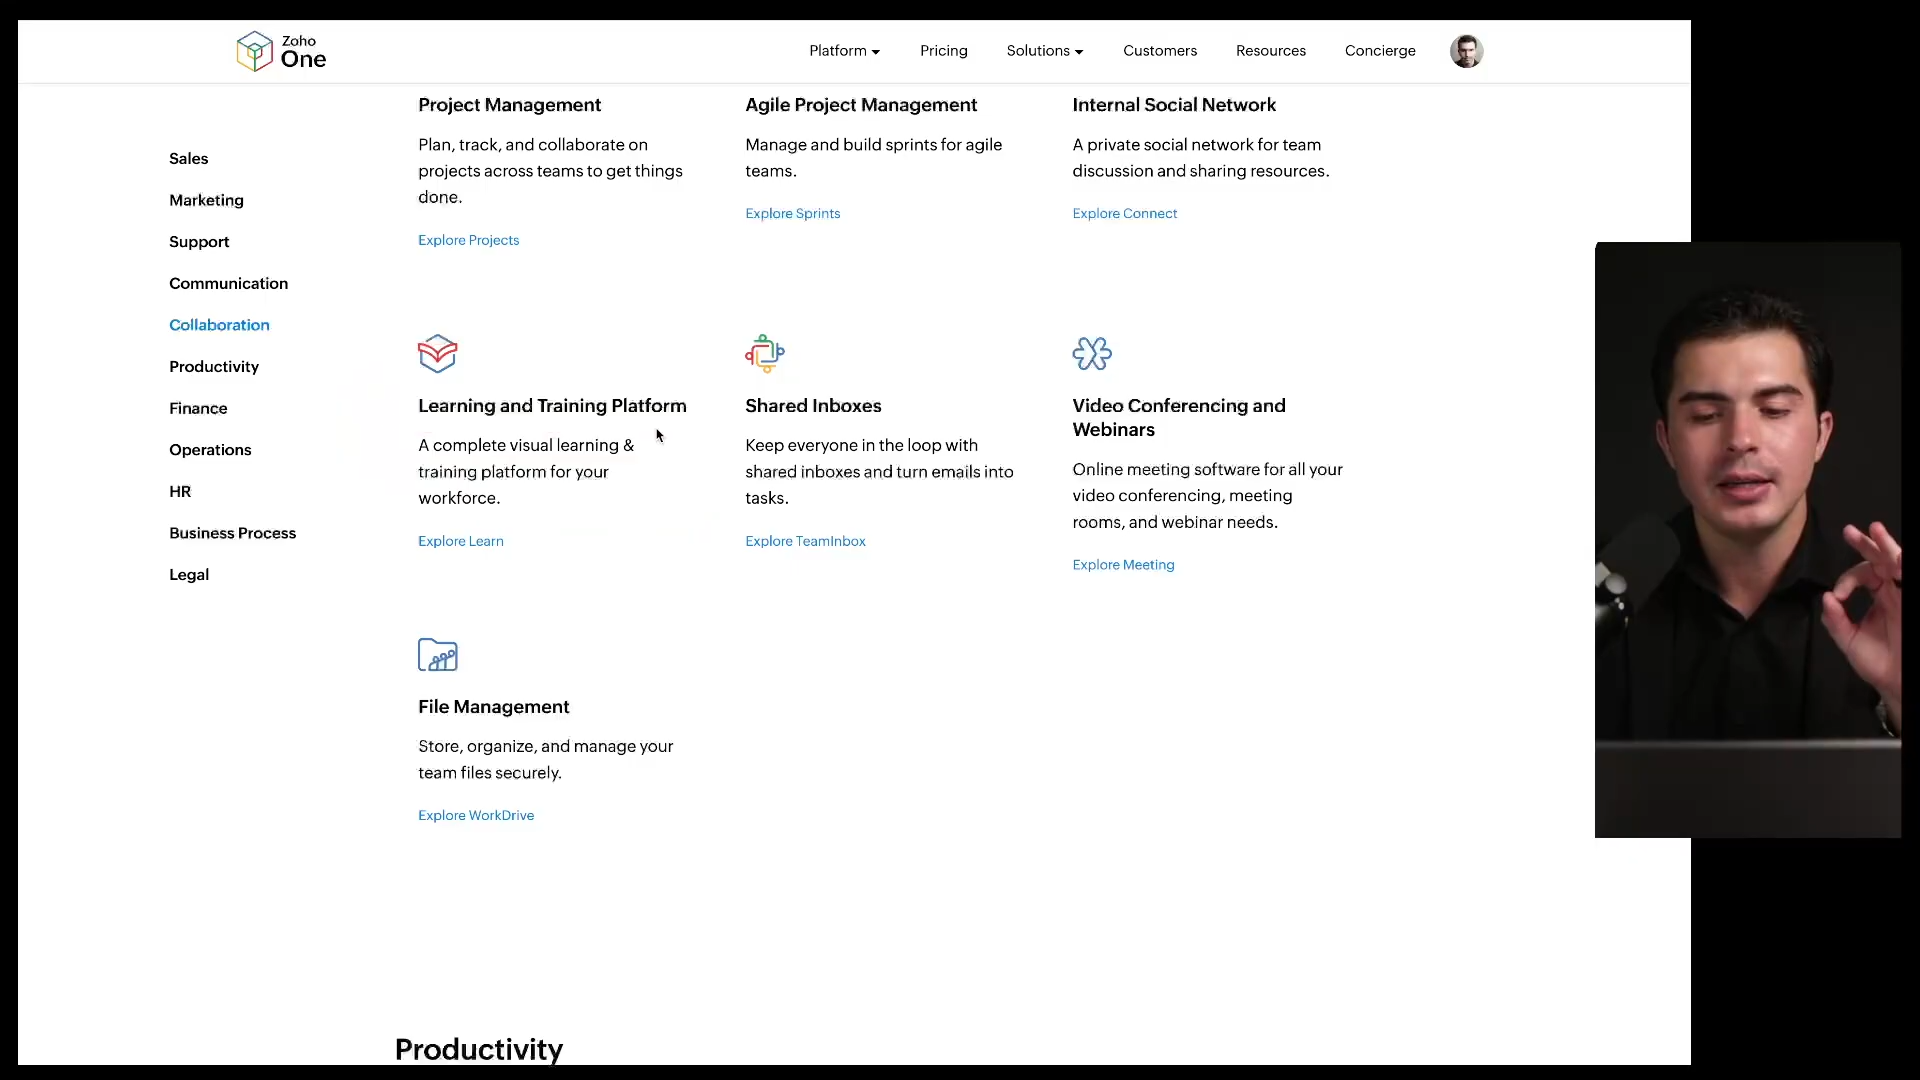 Zoho
One
Platform
Pricing
Solutions
Customers
Resources
Concierge
Sales
Marketing
Support
Communication
Collaboration
Productivity
Finance
Operations
HR
Business Process
Legal
Project Management
Plan, track, and collaborate on
projects across teams to get things
done.
Explore Projects
Agile Project Management
Manage and build sprints for agile
teams.
Explore Sprints
Internal Social Network
A private social network for team
discussion and sharing resources.
Explore Connect
Learning and Training Platform
A complete visual learning &
training platform for your
workforce.
Explore Learn
Shared Inboxes
Keep everyone in the loop with
shared inboxes and turn emails into
tasks.
Explore TeamInbox
Video Conferencing and
Webinars
Online meeting software for all your
video conferencing, meeting
rooms, and webinar needs.
Explore Meeting
File Management
Store, organize, and manage your
team files securely.
Explore WorkDrive
Productivity